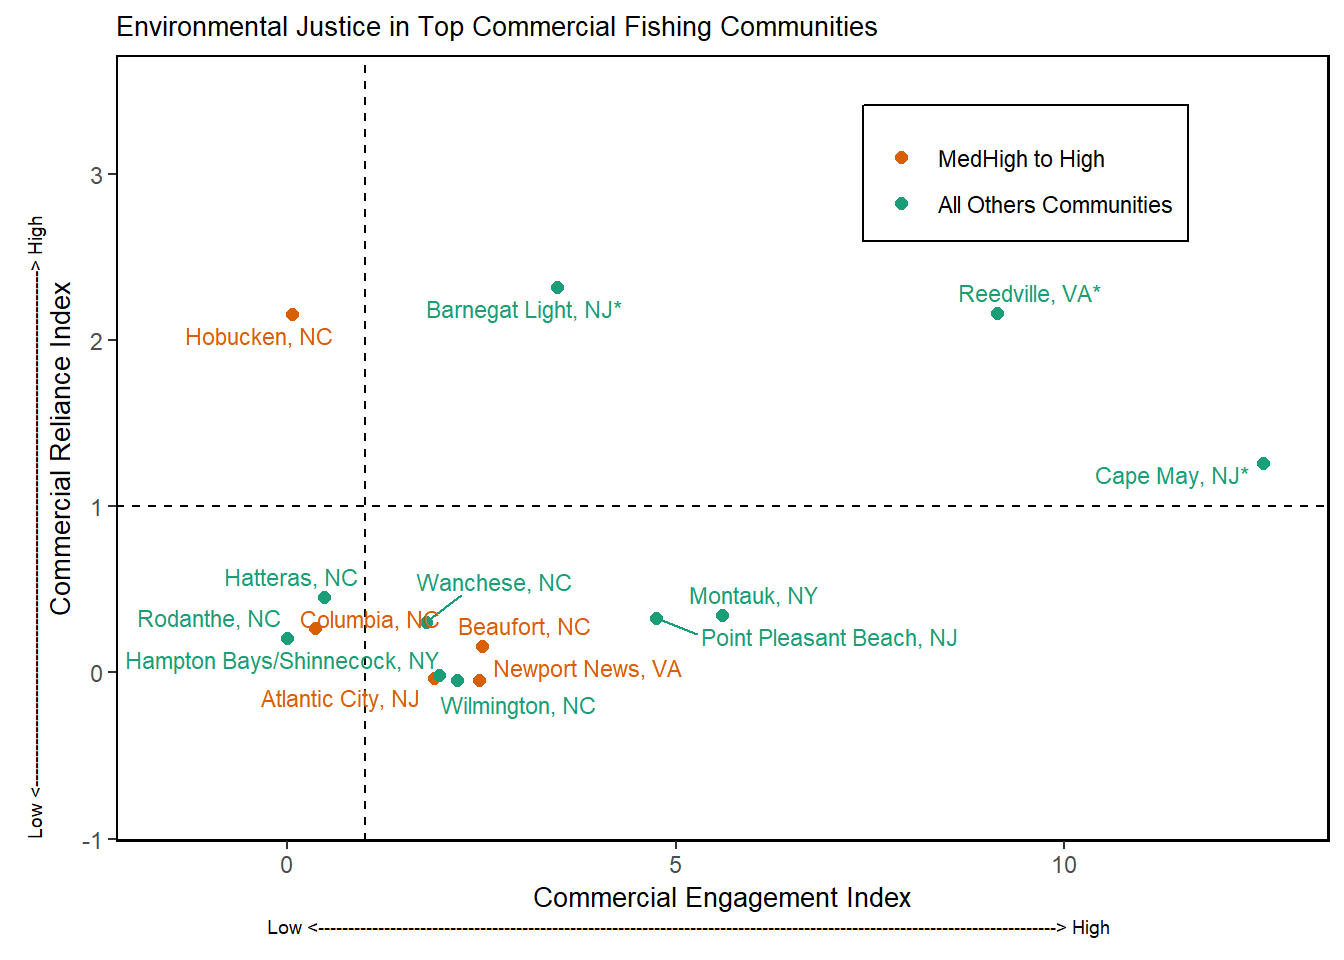 Environmental Justice in Top Commercial Fishing Communities
MedHigh to High
All Others Communities
3
2
1
0
-1
Low <----------------------------------------------------------------------------------------> High
Commercial Reliance Index
Reedville, VA*
Barnegat Light, NJ*
Hobucken, NC
Cape May, NJ*
Hatteras, NC
Wanchese, NC
Montauk, NY
Rodanthe, NC
Columbia, NC
Beaufort, NC
Point Pleasant Beach, NJ
Hampton Bays/Shinnecock, NY
Newport News, VA
Atlantic City, NJ
Wilmington, NC
0
5
10
Commercial Engagement Index
Low <---------------------------------------------------------------------------------------------------------------------------> High